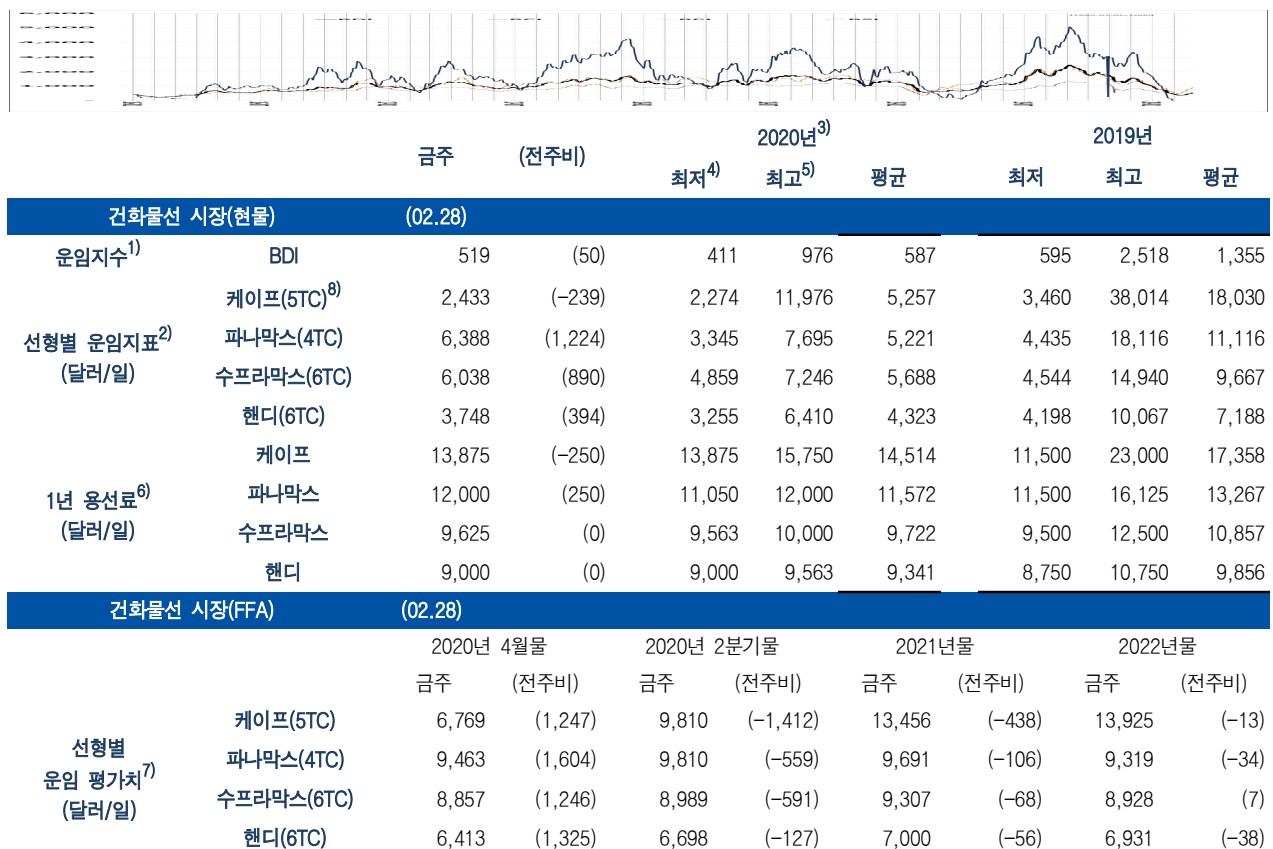 2020년3) 2019년
금주 (전주비) 최저4) 최고5) 평균 최저 최고 평균
건화물선 시장(현물) (02.28)
운임지수1) BDI 519 (50) 411 976 587 595 2,518 1,355
선형별 운임지표2)
(달러/일)
케이프(5TC)8) 2,433 (−239) 2,274 11,976 5,257 3,460 38,014 18,030
파나막스(4TC) 6,388 (1,224) 3,345 7,695 5,221 4,435 18,116 11,116
수프라막스(6TC) 6,038 (890) 4,859 7,246 5,688 4,544 14,940 9,667
핸디(6TC) 3,748 (394) 3,255 6,410 4,323 4,198 10,067 7,188
1년 용선료6)
(달러/일)
케이프 13,875 (−250) 13,875 15,750 14,514 11,500 23,000 17,358
파나막스 12,000 (250) 11,050 12,000 11,572 11,500 16,125 13,267
수프라막스 9,625 (0) 9,563 10,000 9,722 9,500 12,500 10,857
핸디 9,000 (0) 9,000 9,563 9,341 8,750 10,750 9,856
건화물선 시장(FFA) (02.28)
2020년 4월물 2020년 2분기물 2021년물 2022년물
금주 (전주비) 금주 (전주비) 금주 (전주비) 금주 (전주비)
선형별
운임 평가치7)
(달러/일)
케이프(5TC) 6,769 (1,247) 9,810 (−1,412) 13,456 (−438) 13,925 (−13)
파나막스(4TC) 9,463 (1,604) 9,810 (−559) 9,691 (−106) 9,319 (−34)
수프라막스(6TC) 8,857 (1,246) 8,989 (−591) 9,307 (−68) 8,928 (7)
핸디(6TC) 6,413 (1,325) 6,698 (−127) 7,000 (−56) 6,931 (−38)